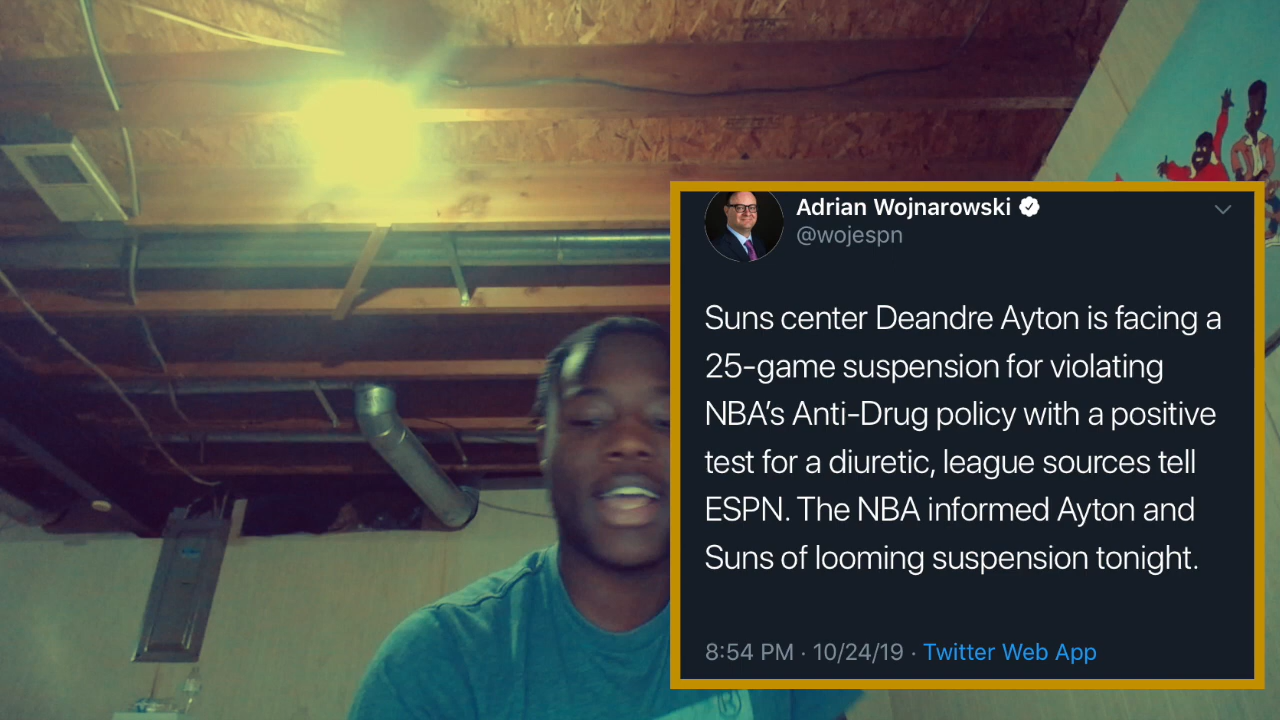 Adrian Wojnarowski
@wojespn
Suns center Deandre Ayton is facing a
25-game suspension for violating
NBA’s Anti-Drug policy with a positive
test for a diuretic, league sources tell
ESPN. The NBA informed Ayton and
Suns of looming suspension tonight.
8:54 PM · 10/24/19 · Twitter Web App